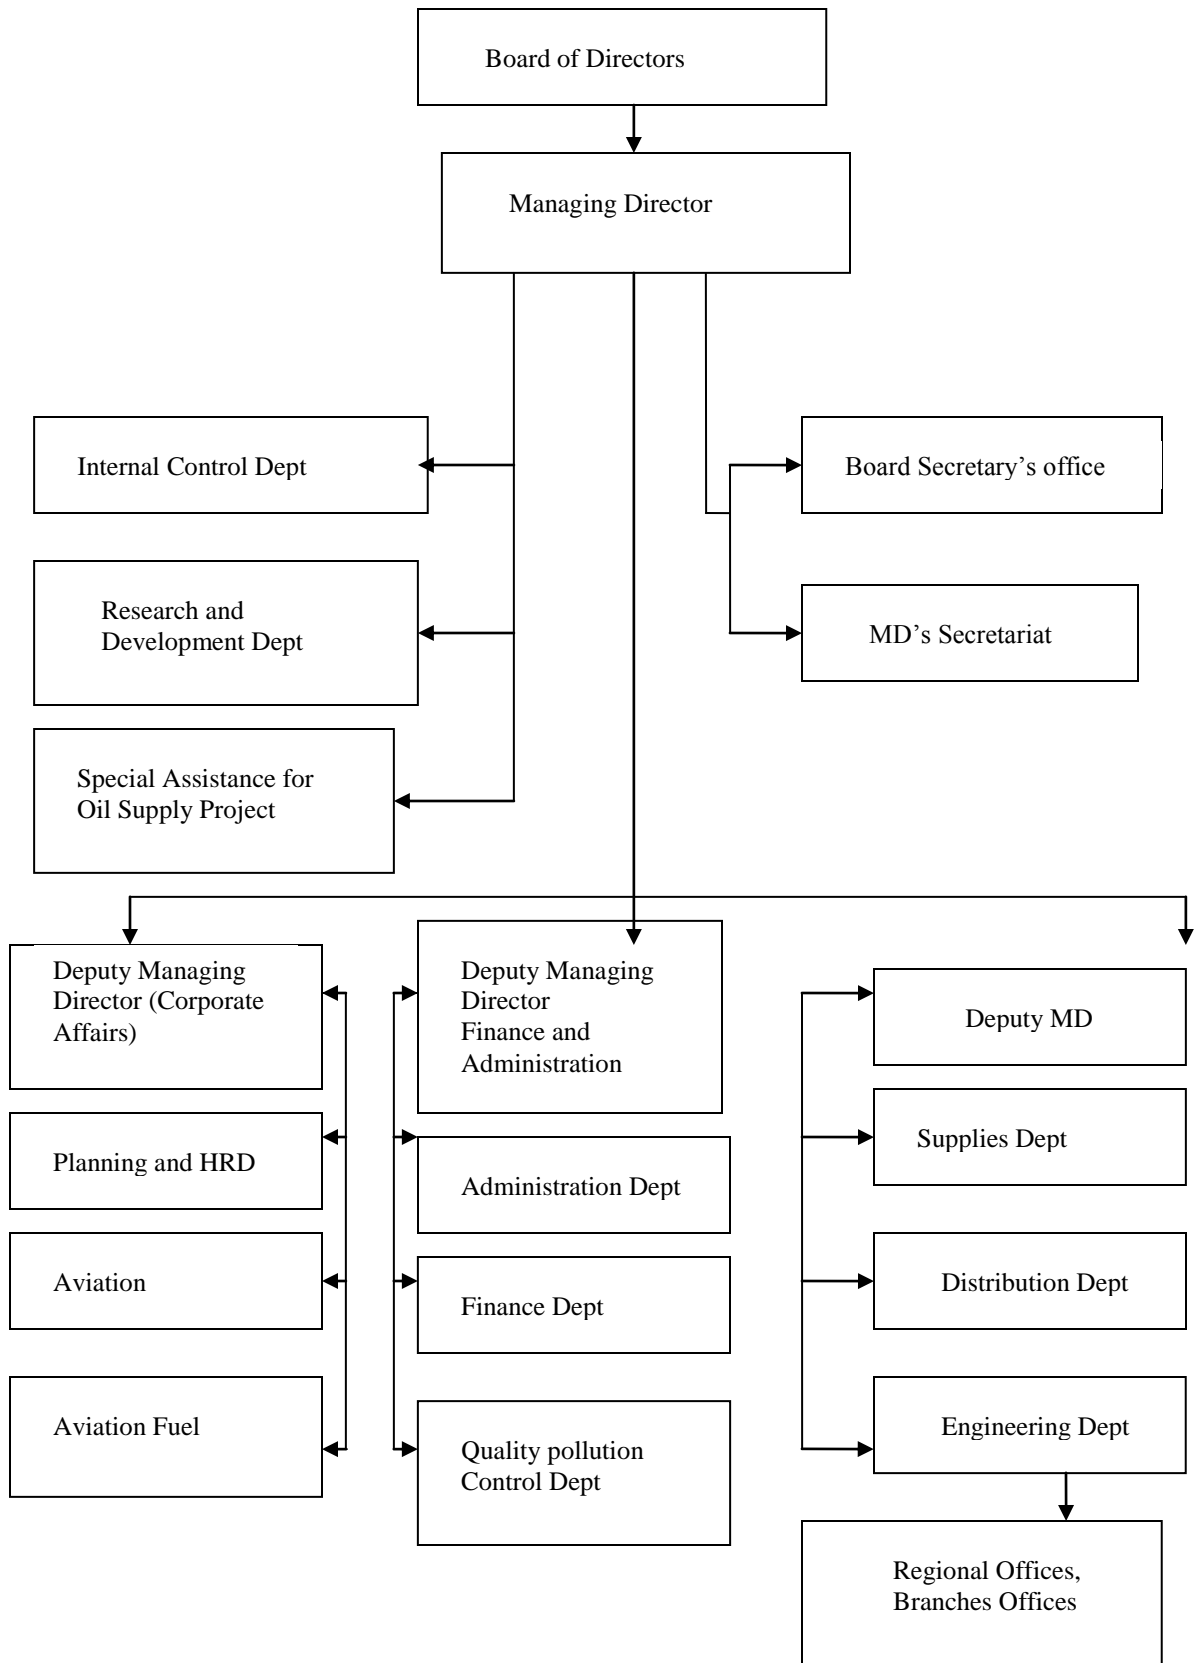 Board of Directors
Managing Director
Internal Control Dept
Board Secretary’s office
Research and
Development Dept
MD’s Secretariat
Special Assistance for
Oil Supply Project
Deputy Managing
Director (Corporate
Affairs)
Deputy Managing
Director
Finance and
Administration
Deputy MD
Planning and HRD
Administration Dept
Supplies Dept
Aviation
Finance Dept
Distribution Dept
Aviation Fuel
Quality pollution
Control Dept
Engineering Dept
Regional Offices,
Branches Offices